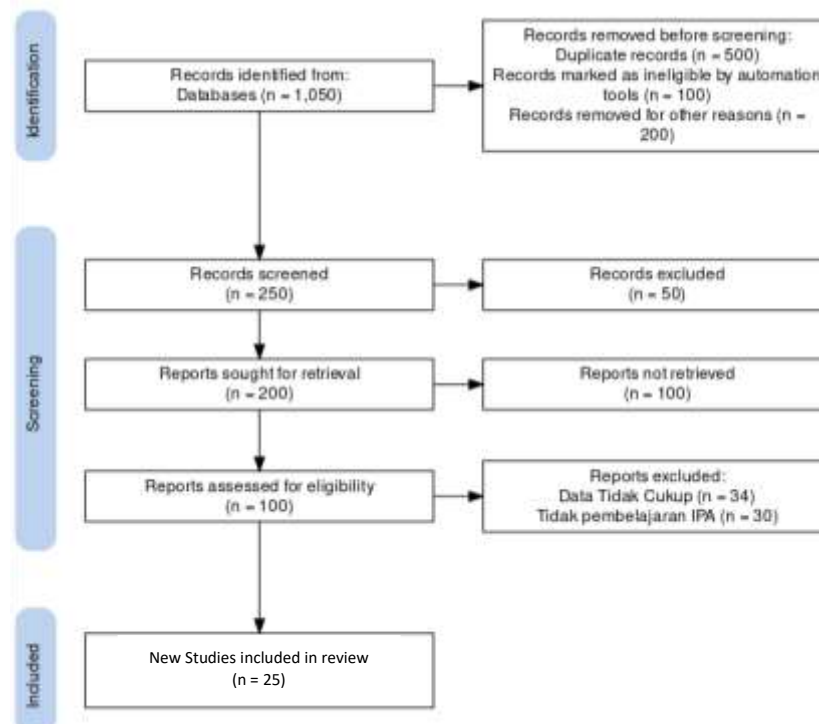 Identification
Records identified from:
Databases (n = 1,050)
Records removed before screening:
Duplicate records (n = 500)
Records marked as ineligible by automation
tools (n = 100)
Records removed for other reasons (n =
200)
Screening
Records screened
(n = 250)
Records excluded
(n = 50)
Reports sought for retrieval
(n = 200)
Reports not retrieved
(n = 100)
Reports assessed for eligibility
(n = 100)
Reports excluded:
Data Tidak Cukup (n = 34)
Tidak pembelajaran IPA (n = 30)
Included
New Studies included in review
(n = 25)